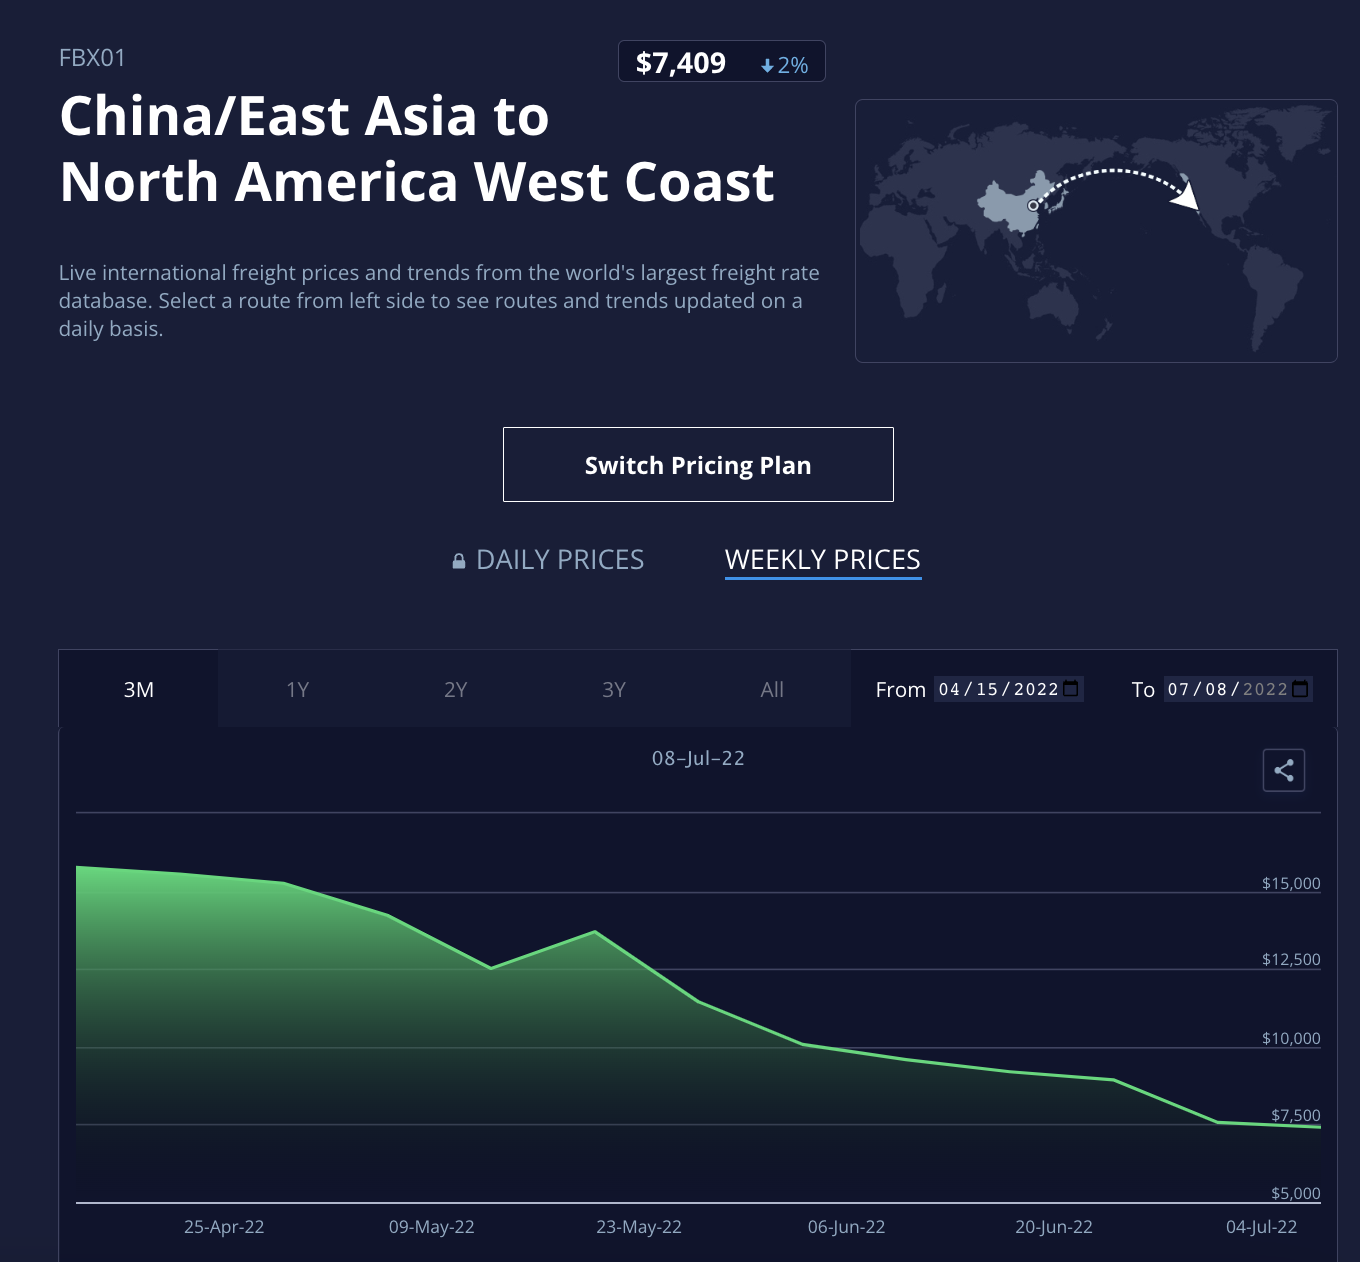 FBX01
$7,409 2%
China/East Asia to
North America West Coast
Live international freight prices and trends from the world's largest freight rate
database. Select a route from left side to see routes and trends updated on a
daily basis.
Switch Pricing Plan
DAILY PRICES WEEKLY PRICES
3M 1Y 2Y 3Y All From 04/15/2022 To 07/08/2022
08-Jul-22
$15,000
$12,500
$10,000
$7,500
$5,000
25-Apr-22 09-May-22 23-May-22 06-Jun-22 20-Jun-22 04-Jul-22